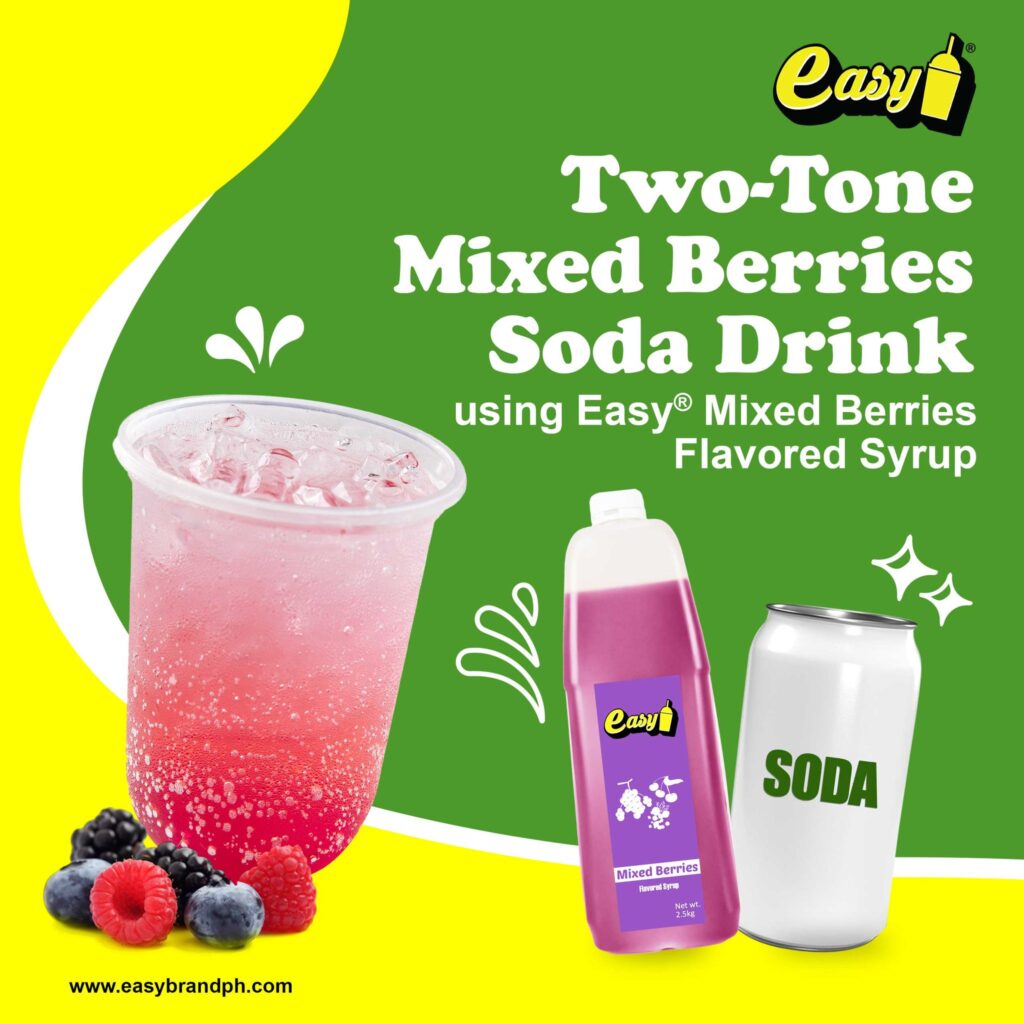 easy®
Two-Tone
Mixed Berries
Soda Drink
using Easy® Mixed Berries
Flavored Syrup
easy
Mixed Berries
Flavored Syrup
Net wt.
2.5kg
SODA
www.easybrandph.com